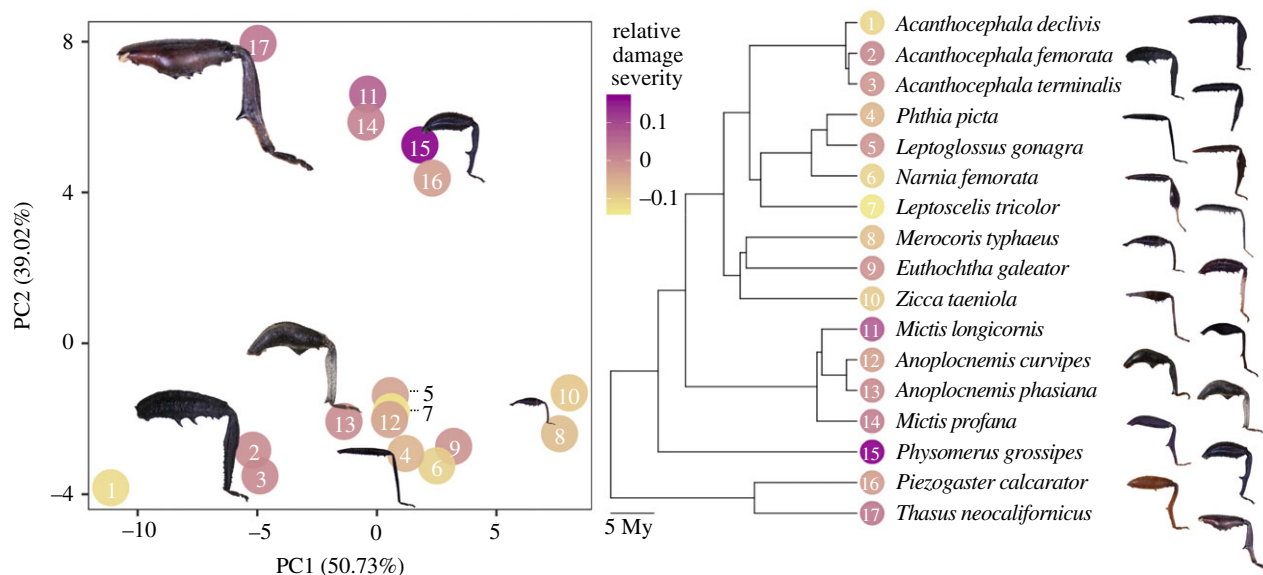 8
4
0
−4
PC2 (39.02%)
−10
−5
0
5
PC1 (50.73%)
17
11
14
15
16
5
7
10
13
12
8
2
9
4
6
3
1
relative
damage
severity
0.1
0
−0.1
1 Acanthocephala declivis
2 Acanthocephala femorata
3 Acanthocephala terminalis
4 Phthia picta
5 Leptoglossus gonagra
6 Narnia femorata
7 Leptoscelis tricolor
8 Merocoris typhaeus
9 Euthochtha galeator
10 Zicca taeniola
11 Mictis longicornis
12 Anoplocnemis curvipes
13 Anoplocnemis phasiana
14 Mictis profana
15 Physomerus grossipes
16 Piezogaster calcarator
17 Thasus neocalifornicus
5 My